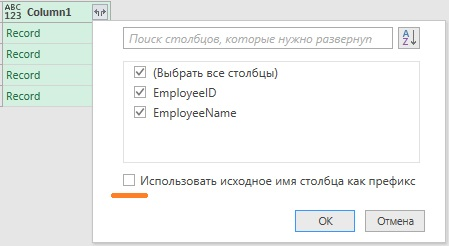 ABC
123 Column1
Record
Record
Record
Record
Поиск столбцов, которые нужно развернут
A
Z
(Выбрать все столбцы)
EmployeeID
EmployeeName
Использовать исходное имя столбца как префикс
ОК
Отмена